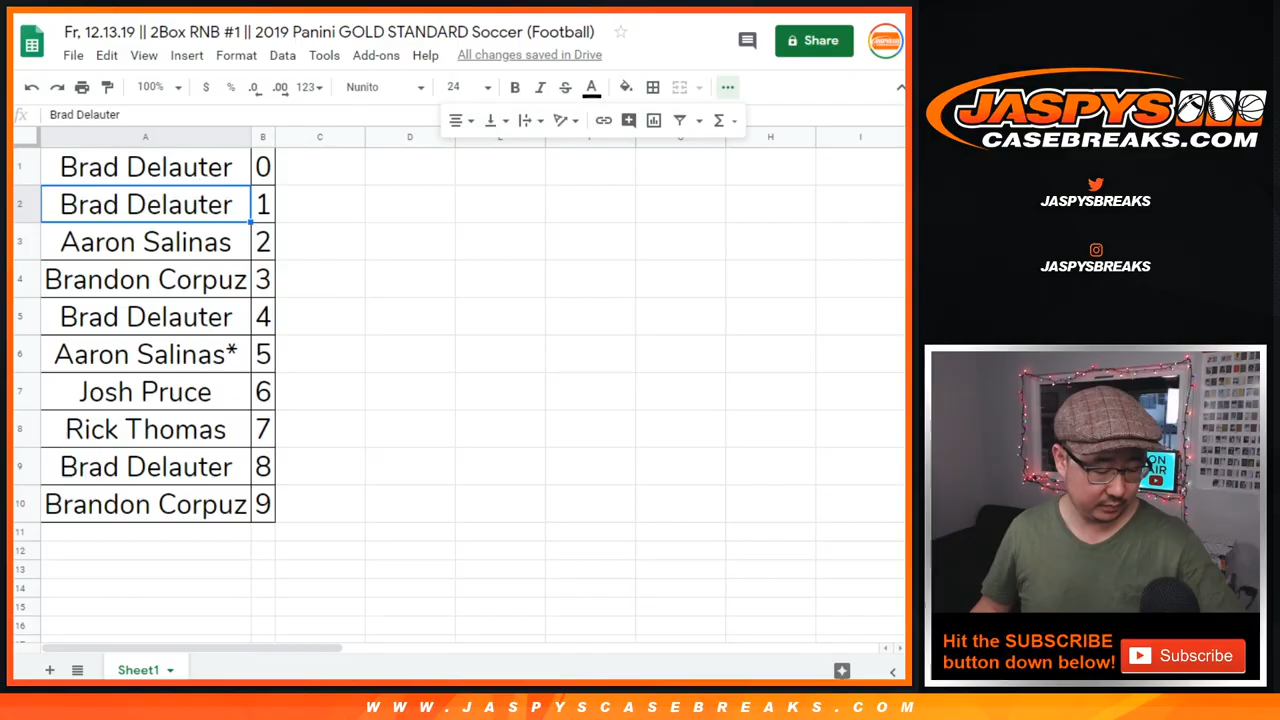 Fr, 12.13.19 || 2Box RNB #1 || 2019 Panini GOLD STANDARD Soccer (Football)
File Edit View Insert Format Data Tools Add-ons Help All changes saved in Drive
Share
100% $ % .0 .00 123 Nunito 24 B I S A
fx Brad Delauter
A B C D E F G H I
1 Brad Delauter 0
2 Brad Delauter 1
3 Aaron Salinas 2
4 Brandon Corpuz 3
5 Brad Delauter 4
6 Aaron Salinas* 5
7 Josh Pruce 6
8 Rick Thomas 7
9 Brad Delauter 8
10 Brandon Corpuz 9
11
12
13
14
15
16
+ Sheet1
JASPYS
CASEBREAKS.COM
JASPYSBREAKS
JASPYSBREAKS
ON
AIR
Hit the SUBSCRIBE
button down below!
Subscribe
WWW.JASPYSCASEBREAKS.COM